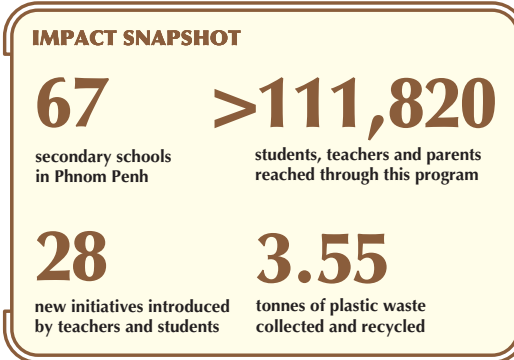 IMPACT SNAPSHOT
67
secondary schools
in Phnom Penh
>111,820
students, teachers and parents
reached through this program
28
new initiatives introduced
by teachers and students
3.55
tonnes of plastic waste
collected and recycled